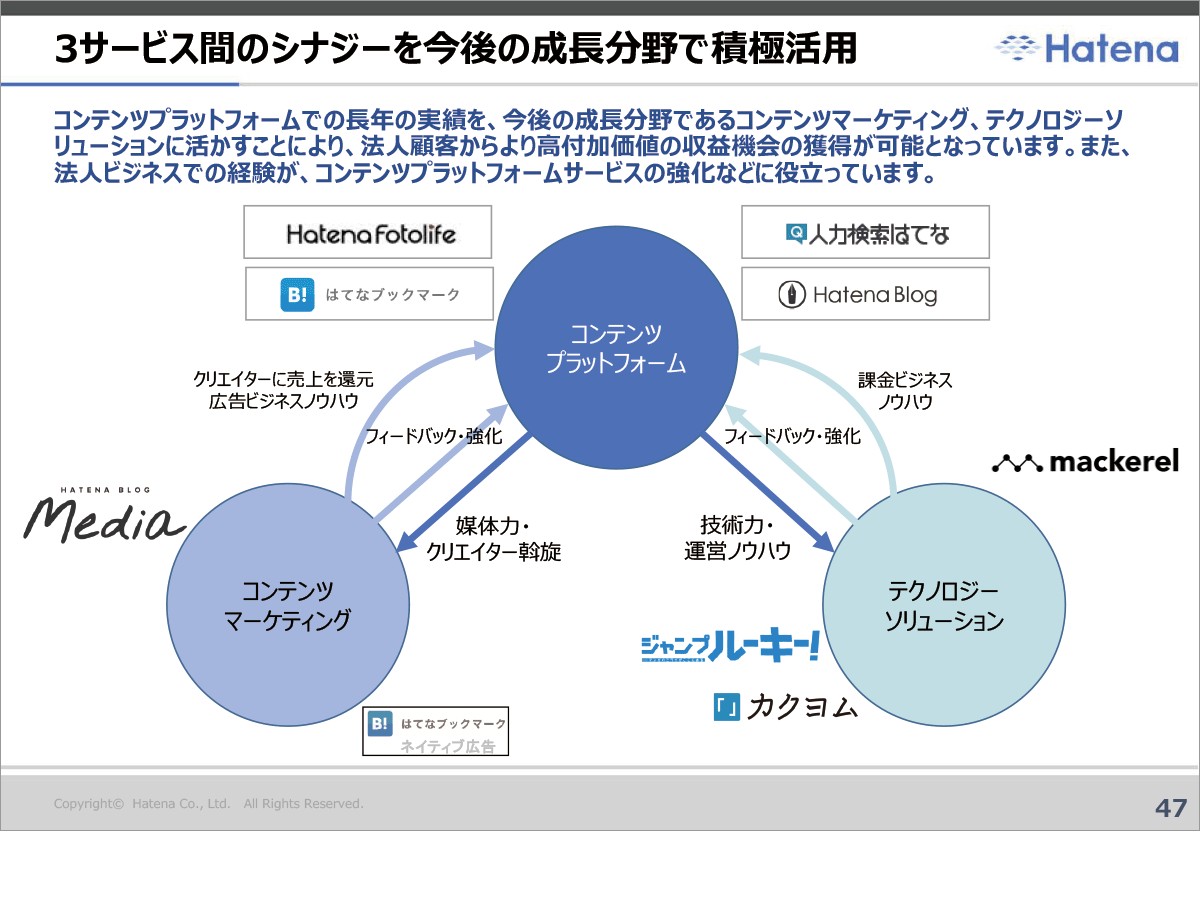 3サービス間のシナジーを今後の成長分野で積極活用
Hatena
コンテンツプラットフォームでの長年の実績を、今後の成長分野であるコンテンツマーケティング、テクノロジーソ
リューションに活かすことにより、法人顧客からより高付加価値の収益機会の獲得が可能となっています。また、
法人ビジネスでの経験が、コンテンツプラットフォームサービスの強化などに役立っています。
Hatena Fotolife
人力検索はてな
B! はてなブックマーク
Hatena Blog
コンテンツ
プラットフォーム
クリエイターに売上を還元
広告ビジネスノウハウ
課金ビジネス
ノウハウ
フィードバック・強化
フィードバック・強化
mackerel
HATENA BLOG
Media
媒体力・
クリエイター斡旋
技術力・
運営ノウハウ
コンテンツ
マーケティング
テクノロジー
ソリューション
ジャンプルーキー!
カクヨム
B! はてなブックマーク
ネイティブ広告
Copyright© Hatena Co., Ltd. All Rights Reserved.
47